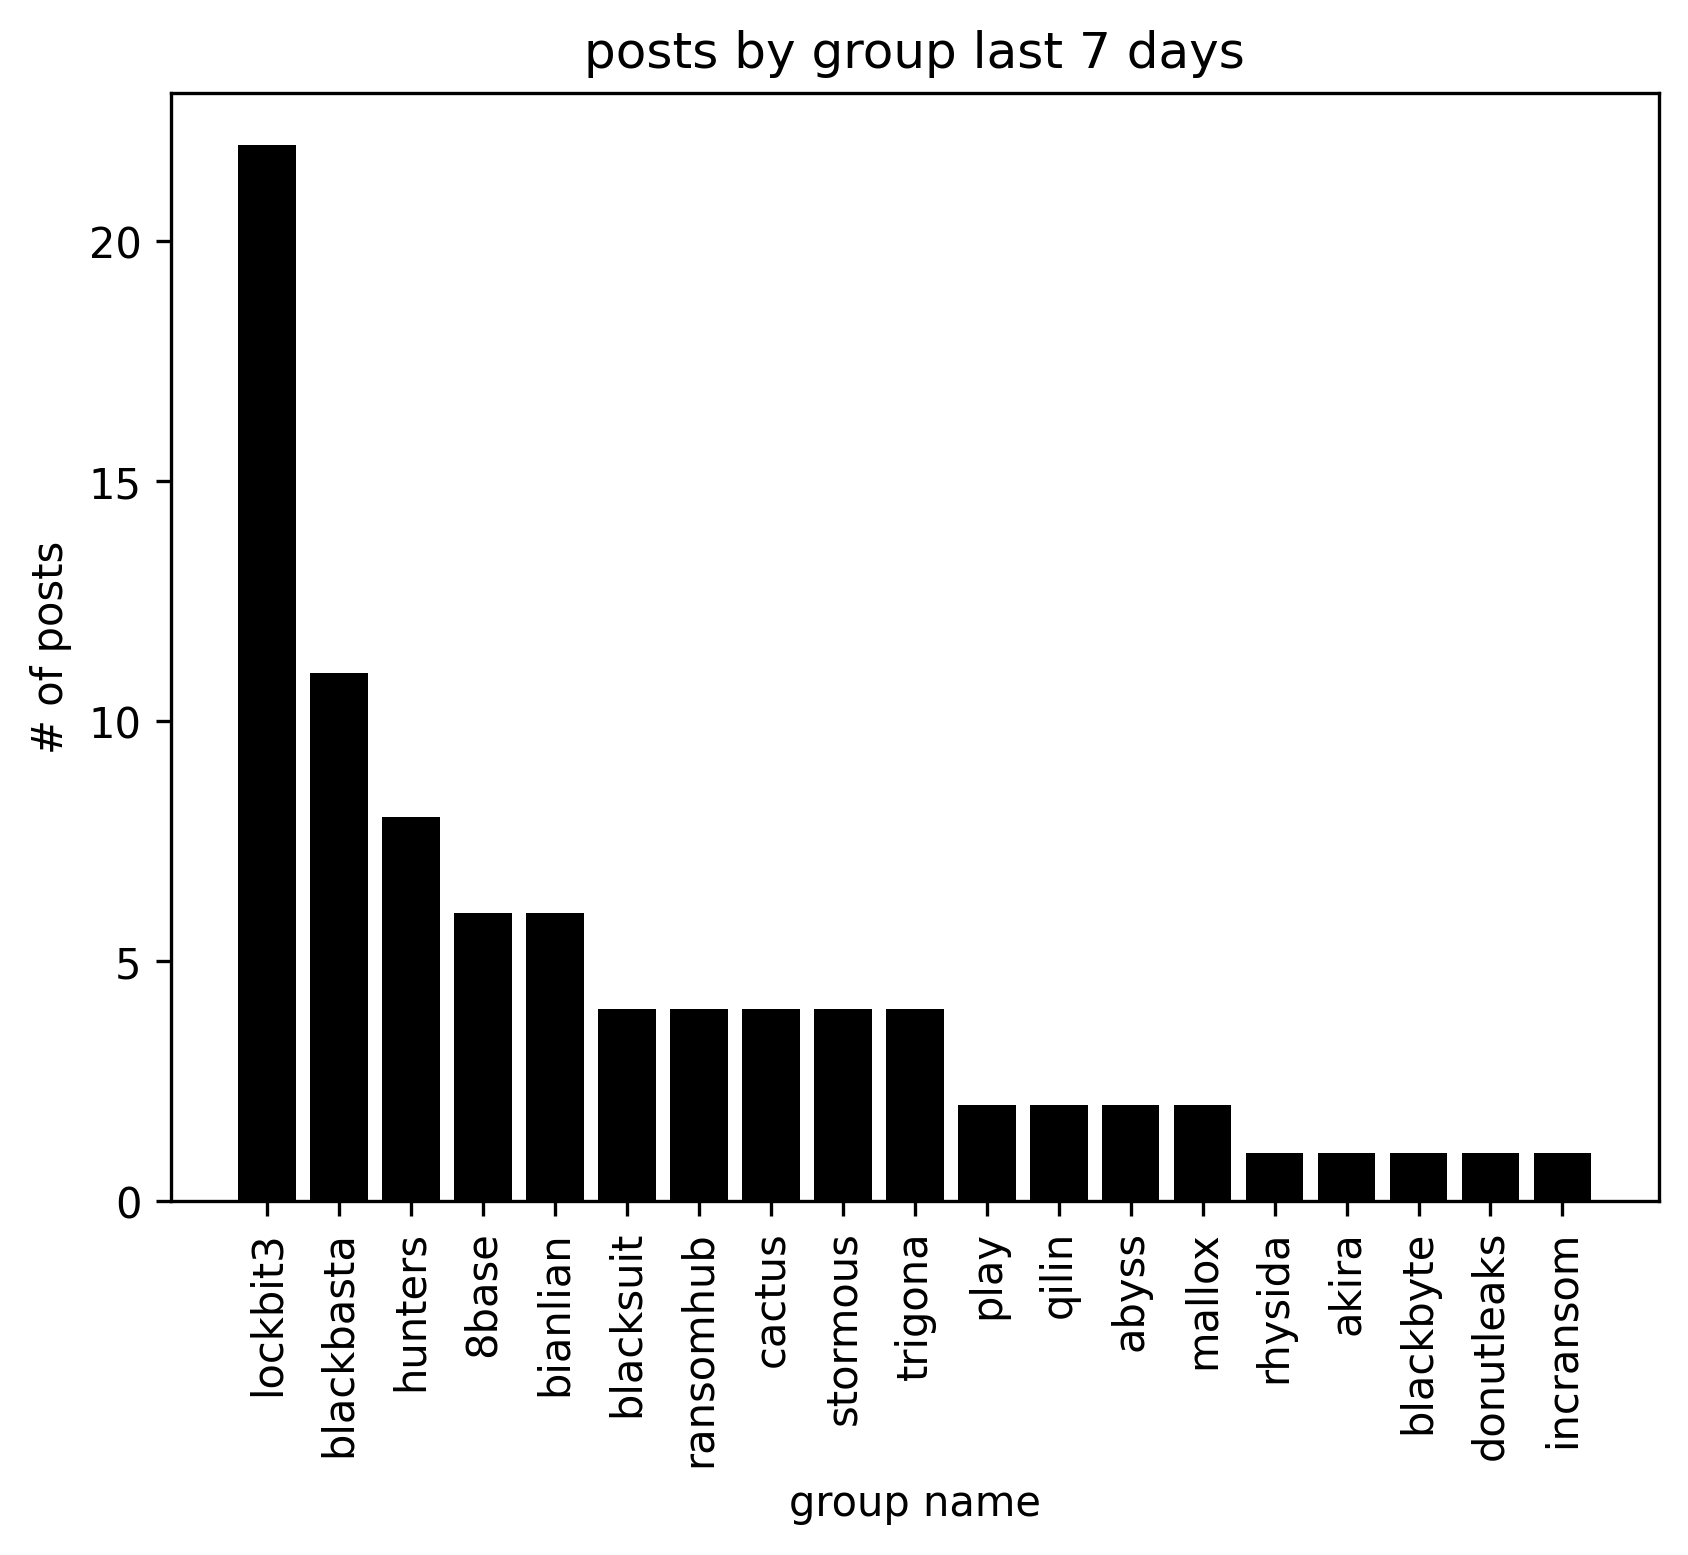 posts by group last 7 days
# of posts
20
15
10
5
0
lockbit3
blackbasta
hunters
8base
bianlian
blacksuit
ransomhub
cactus
stormous
trigona
play
qilin
abyss
mallox
rhysida
akira
blackbyte
donutleaks
incransom
group name